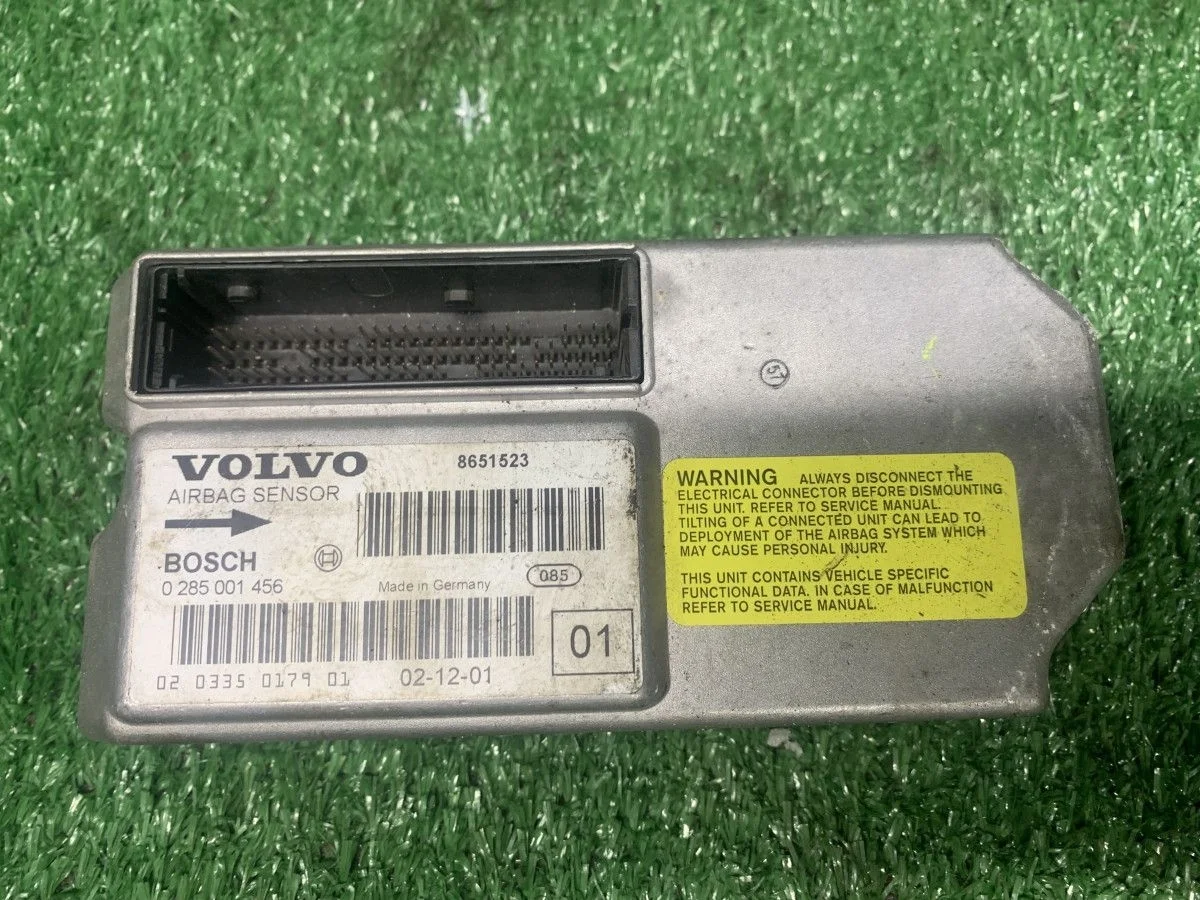 VOLVO
8651523
AIRBAG SENSOR
BOSCH
0 285 001 456
Made in Germany
085
01
02 0335 0179 01
02-12-01
57
WARNING ALWAYS DISCONNECT THE
ELECTRICAL CONNECTOR BEFORE DISMOUNTING
THIS UNIT. REFER TO SERVICE MANUAL.
TILTING OF A CONNECTED UNIT CAN LEAD TO
DEPLOYMENT OF THE AIRBAG SYSTEM WHICH
MAY CAUSE PERSONAL INJURY.
THIS UNIT CONTAINS VEHICLE SPECIFIC
FUNCTIONAL DATA. IN CASE OF MALFUNCTION
REFER TO SERVICE MANUAL.